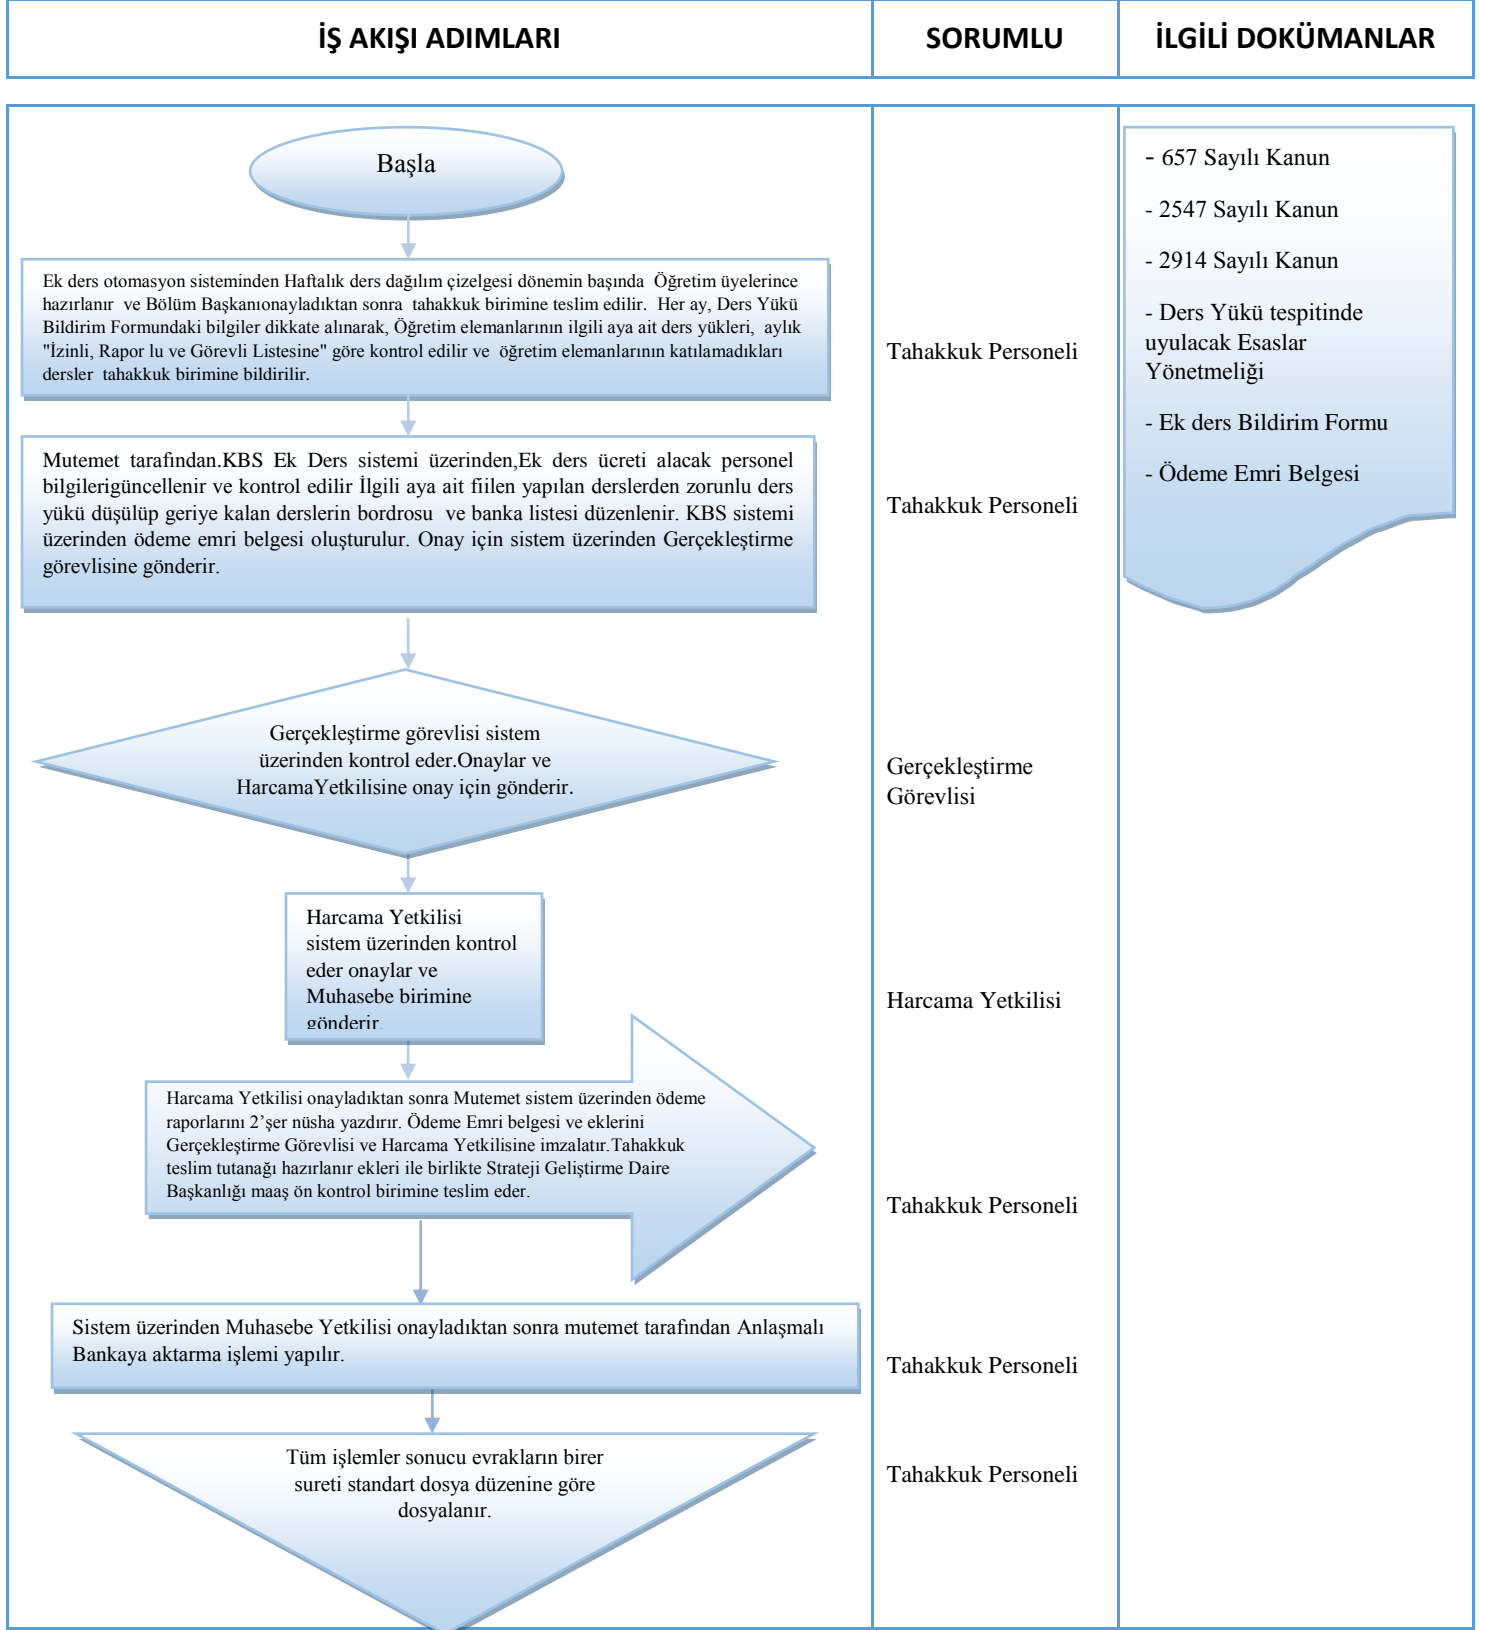 İŞ AKIŞI ADIMLARI
SORUMLU
İLGİLİ DOKÜMANLAR
Başla
Ek ders otomasyon sisteminden Haftalık ders dağılım çizelgesi dönemin başında Öğretim üyelerince
hazırlanır ve Bölüm Başkanıonayladıktan sonra tahakkuk birimine teslim edilir. Her ay, Ders Yükü
Bildirim Formundaki bilgiler dikkate alınarak, Öğretim elemanlarının ilgili aya ait ders yükleri, aylık
"İzinli, Rapor lu ve Görevli Listesine" göre kontrol edilir ve öğretim elemanlarının katılamadıkları
dersler tahakkuk birimine bildirilir.
Tahakkuk Personeli
Mutemet tarafından.KBS Ek Ders sistemi üzerinden,Ek ders ücreti alacak personel
bilgilerigüncellenir ve kontrol edilir İlgili aya ait fiilen yapılan derslerden zorunlu ders
yükü düşülüp geriye kalan derslerin bordrosu ve banka listesi düzenlenir. KBS sistemi
üzerinden ödeme emri belgesi oluşturulur. Onay için sistem üzerinden Gerçekleştirme
görevlisine gönderir.
Tahakkuk Personeli
Gerçekleştirme görevlisi sistem
üzerinden kontrol eder.Onaylar ve
HarcamaYetkilisine onay için gönderir.
Gerçekleştirme
Görevlisi
Harcama Yetkilisi
sistem üzerinden kontrol
eder onaylar ve
Muhasebe birimine
gönderir.
Harcama Yetkilisi
Harcama Yetkilisi onayladıktan sonra Mutemet sistem üzerinden ödeme
raporlarını 2’şer nüsha yazdırır. Ödeme Emri belgesi ve eklerini
Gerçekleştirme Görevlisi ve Harcama Yetkilisine imzalatır.Tahakkuk
teslim tutanağı hazırlanır ekleri ile birlikte Strateji Geliştirme Daire
Başkanlığı maaş ön kontrol birimine teslim eder.
Tahakkuk Personeli
Sistem üzerinden Muhasebe Yetkilisi onayladıktan sonra mutemet tarafından Anlaşmalı
Bankaya aktarma işlemi yapılır.
Tahakkuk Personeli
Tüm işlemler sonucu evrakların birer
sureti standart dosya düzenine göre
dosyalanır.
Tahakkuk Personeli
- 657 Sayılı Kanun
- 2547 Sayılı Kanun
- 2914 Sayılı Kanun
- Ders Yükü tespitinde
uyulacak Esaslar
Yönetmeliği
- Ek ders Bildirim Formu
- Ödeme Emri Belgesi